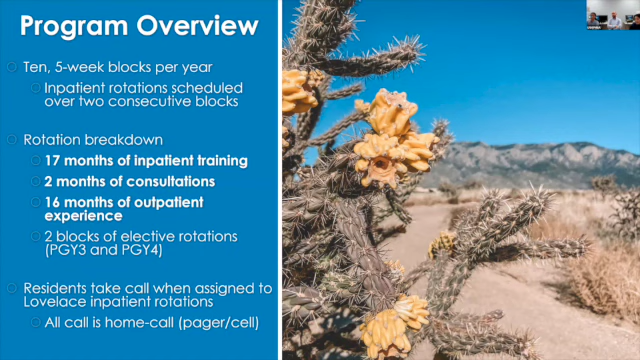 Program Overview
Ten, 5-week blocks per year
Inpatient rotations scheduled
over two consecutive blocks
Rotation breakdown
17 months of inpatient training
2 months of consultations
16 months of outpatient
experience
2 blocks of elective rotations
(PGY3 and PGY4)
Residents take call when assigned to
Lovelace inpatient rotations
All call is home-call (pager/cell)